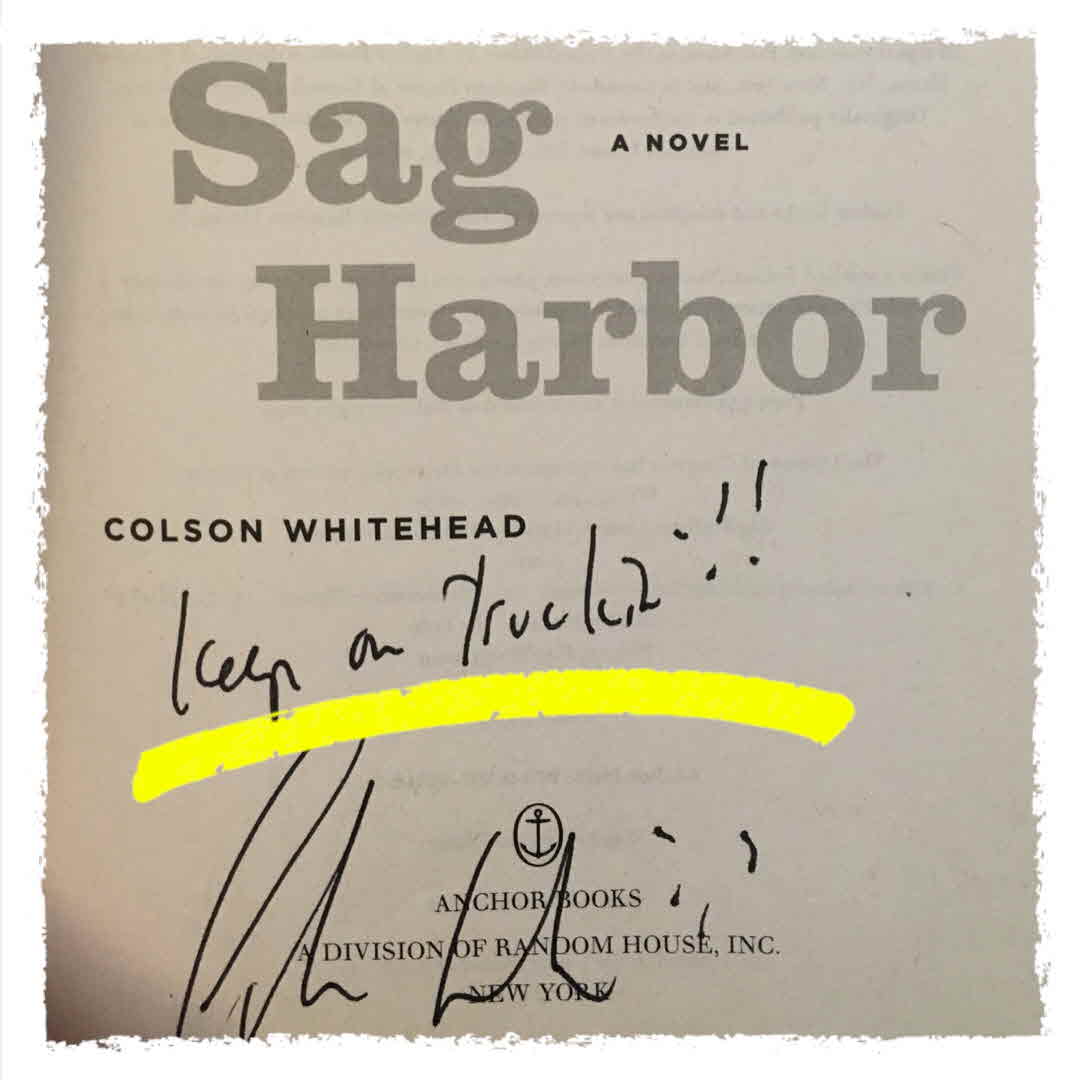 Sag
A NOVEL
Harbor
COLSON WHITEHEAD
Keep on Truckin!!
ANCHOR BOOKS
A DIVISION OF RANDOM HOUSE, INC.
NEW YORK